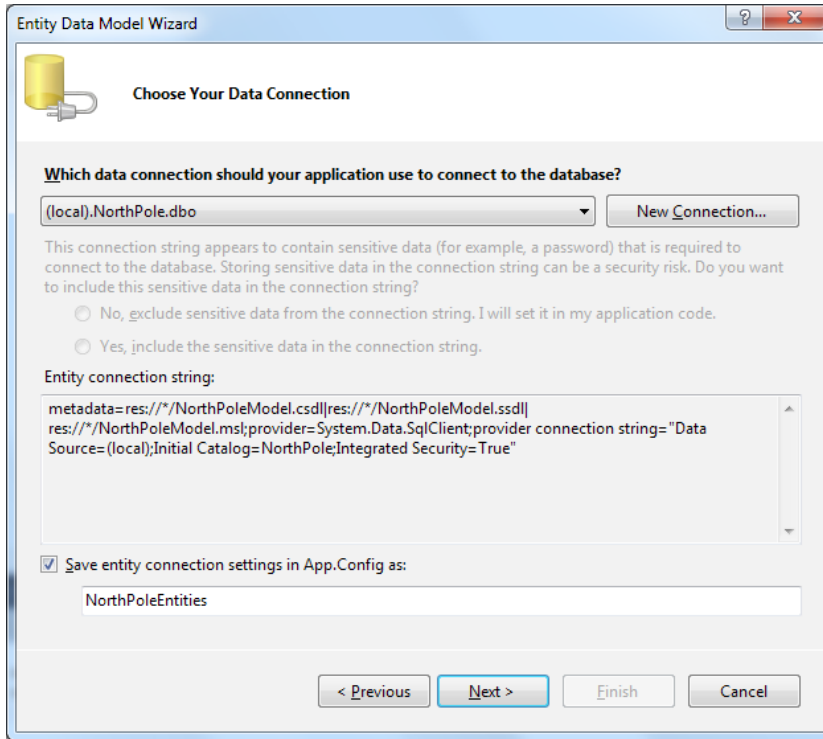 Entity Data Model Wizard
Choose Your Data Connection
Which data connection should your application use to connect to the database?
(local).NorthPole.dbo
New Connection...
This connection string appears to contain sensitive data (for example, a password) that is required to
connect to the database. Storing sensitive data in the connection string can be a security risk. Do you want
to include this sensitive data in the connection string?
No, exclude sensitive data from the connection string. I will set it in my application code.
Yes, include the sensitive data in the connection string.
Entity connection string:
metadata=res://*/NorthPoleModel.csdl|res://*/NorthPoleModel.ssdl|
res://*/NorthPoleModel.msl;provider=System.Data.SqlClient;provider connection string="Data
Source=(local);Initial Catalog=NorthPole;Integrated Security=True"
Save entity connection settings in App.Config as:
NorthPoleEntities
< Previous
Next >
Finish
Cancel